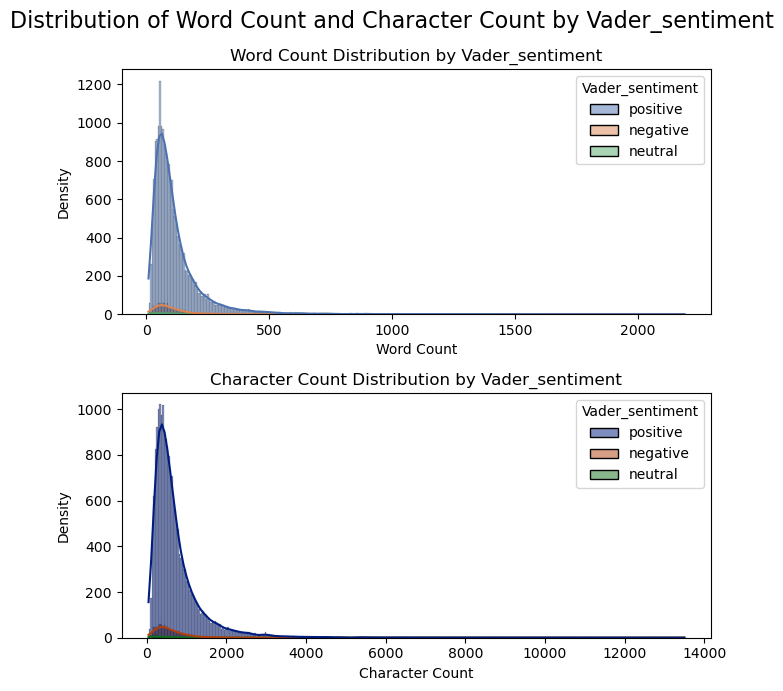 Distribution of Word Count and Character Count by Vader_sentiment
Word Count Distribution by Vader_sentiment
Vader_sentiment
positive
negative
neutral
1200
1000
800
600
400
200
0
Density
0 500 1000 1500 2000
Word Count
Character Count Distribution by Vader_sentiment
Vader_sentiment
positive
negative
neutral
1000
800
600
400
200
0
Density
0 2000 4000 6000 8000 10000 12000 14000
Character Count